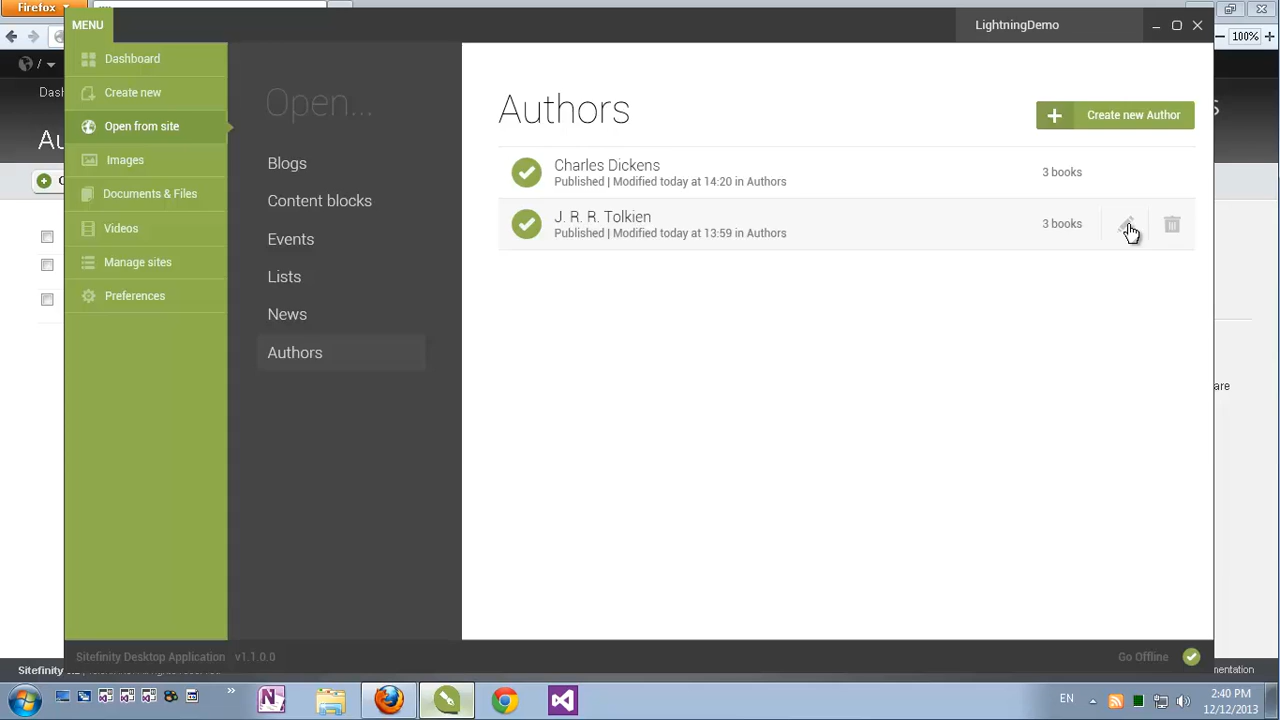 Firefox
MENU
LightningDemo
100%
Dashboard
Create new
Open from site
Images
Documents & Files
Videos
Manage sites
Preferences
Open...
Blogs
Content blocks
Events
Lists
News
Authors
Authors
Create new Author
Charles Dickens
Published | Modified today at 14:20 in Authors
3 books
J. R. R. Tolkien
Published | Modified today at 13:59 in Authors
3 books
Sitefinity Desktop Application v1.1.0.0
Go Offline
Sitefinity
EN
2:40 PM
12/12/2013